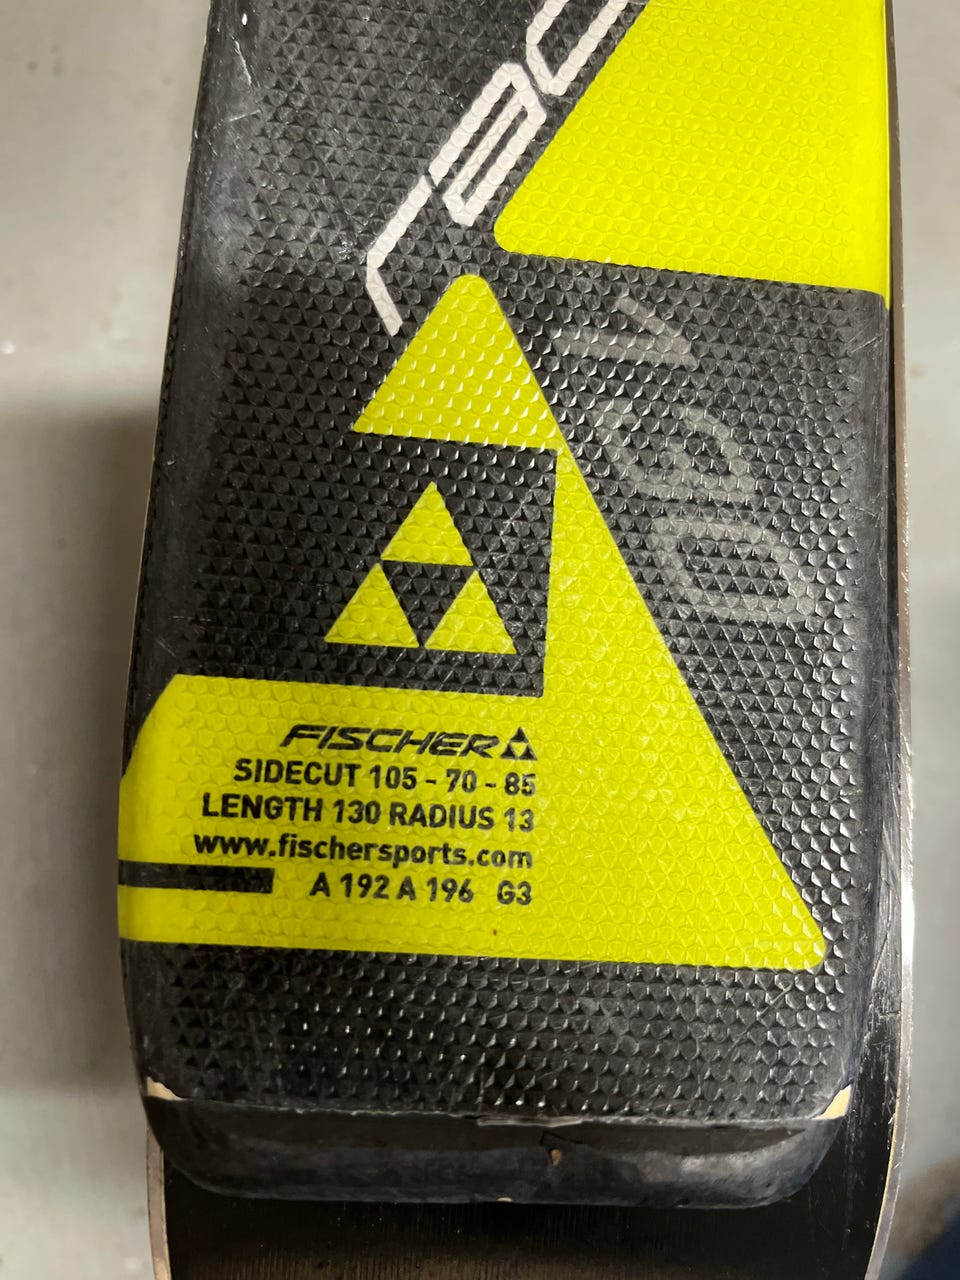 FISCHER
SIDECUT 105 - 70 - 85
LENGTH 130 RADIUS 13
www.fischersports.com
A 192 A 196 G3